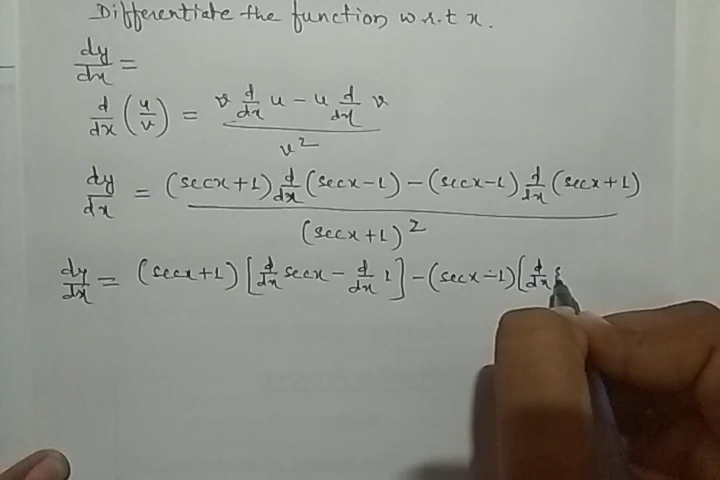 Differentiate the function w.r.t x.
dy/dx =
d/dx (u/v) = (v d/dx u - u d/dx v) / v²
dy/dx = ((secx+1) d/dx (secx-1) - (secx-1) d/dx (secx+1)) / (secx+1)²
dy/dx = (secx+1) [d/dx secx - d/dx 1] - (secx-1) [d/dx s